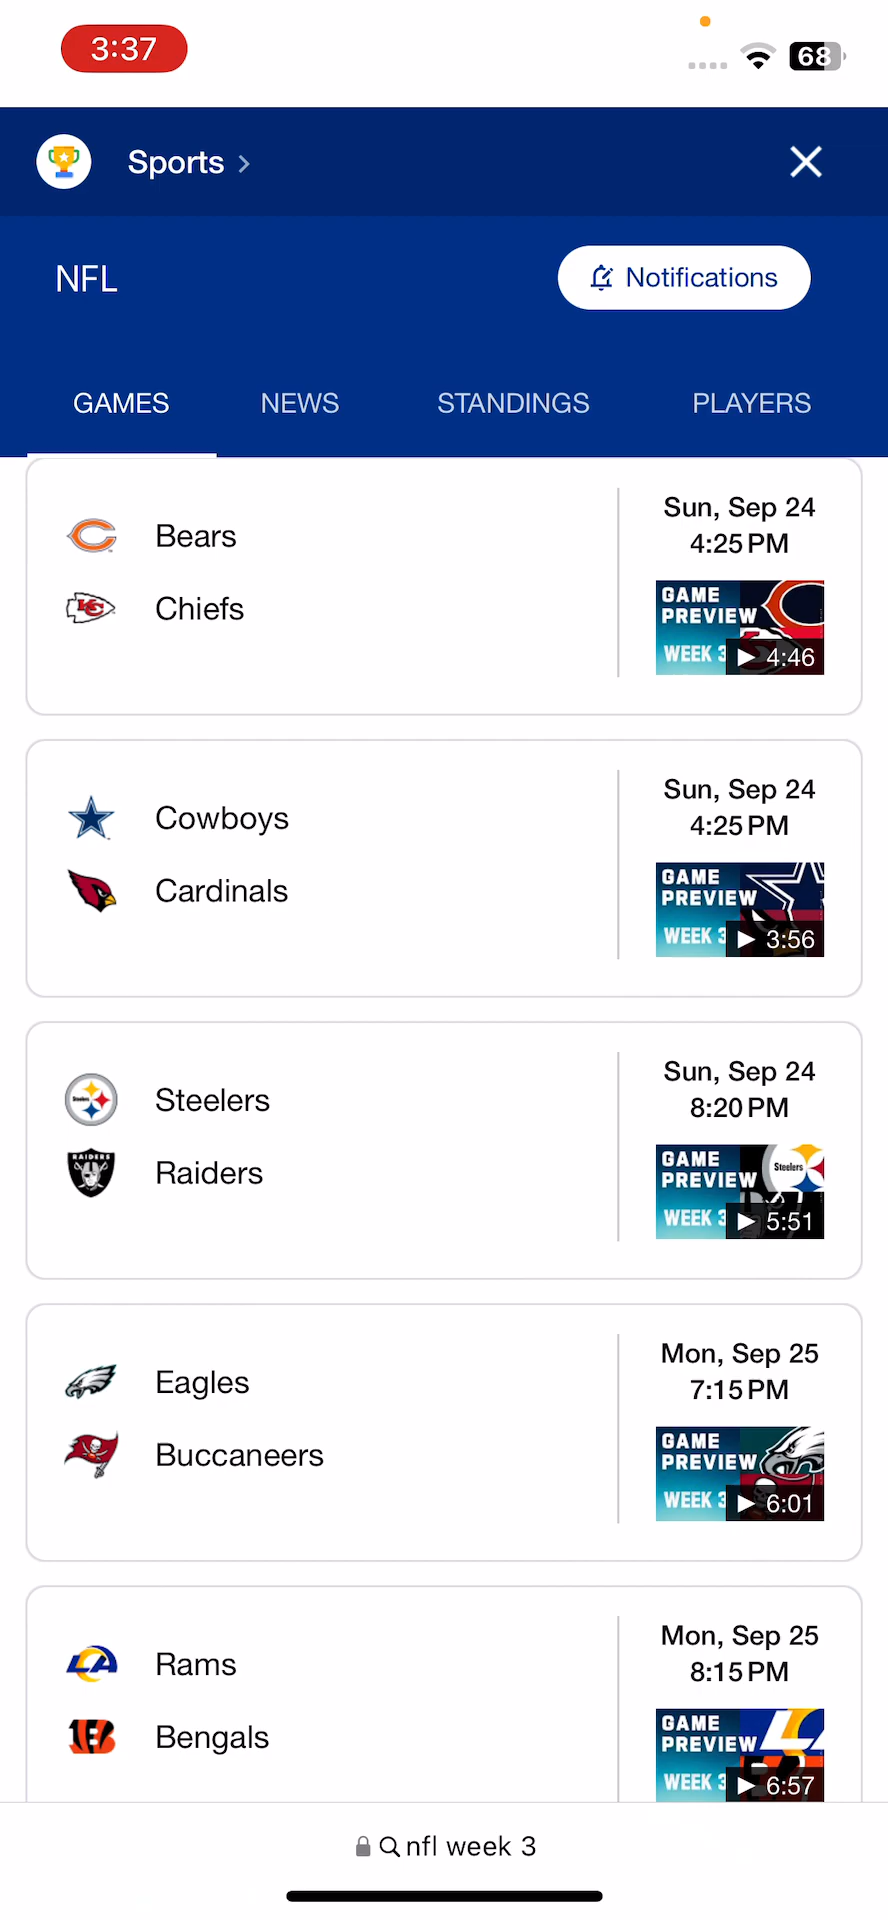 3:37
68
Sports
NFL
Notifications
GAMES
NEWS
STANDINGS
PLAYERS
Bears
Chiefs
Sun, Sep 24
4:25 PM
GAME
PREVIEW
WEEK 3
4:46
Cowboys
Cardinals
Sun, Sep 24
4:25 PM
GAME
PREVIEW
WEEK 3
3:56
Steelers
Steelers
RAIDERS
Raiders
Sun, Sep 24
8:20 PM
GAME
PREVIEW
Steelers
WEEK 3
5:51
Eagles
Buccaneers
Mon, Sep 25
7:15 PM
GAME
PREVIEW
WEEK 3
6:01
Rams
Bengals
Mon, Sep 25
8:15 PM
GAME
PREVIEW
WEEK 3
6:57
nfl week 3